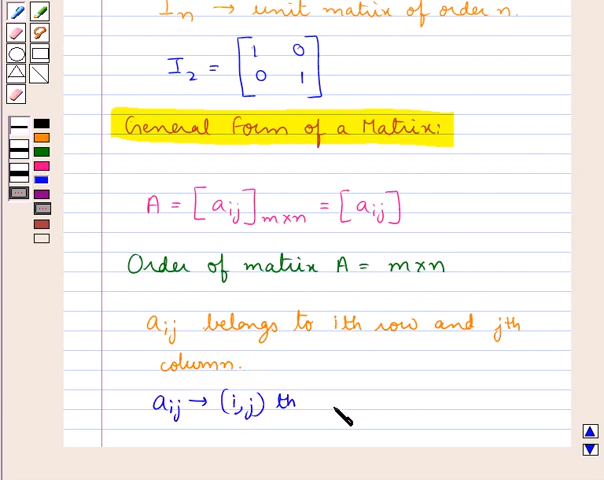 In → unit matrix of order n.
I2 = [1 0
0 1]
General Form of a Matrix:
A = [aij]m×n = [aij]
Order of matrix A = m×n
aij belongs to ith row and jth
column.
aij → (i,j) th